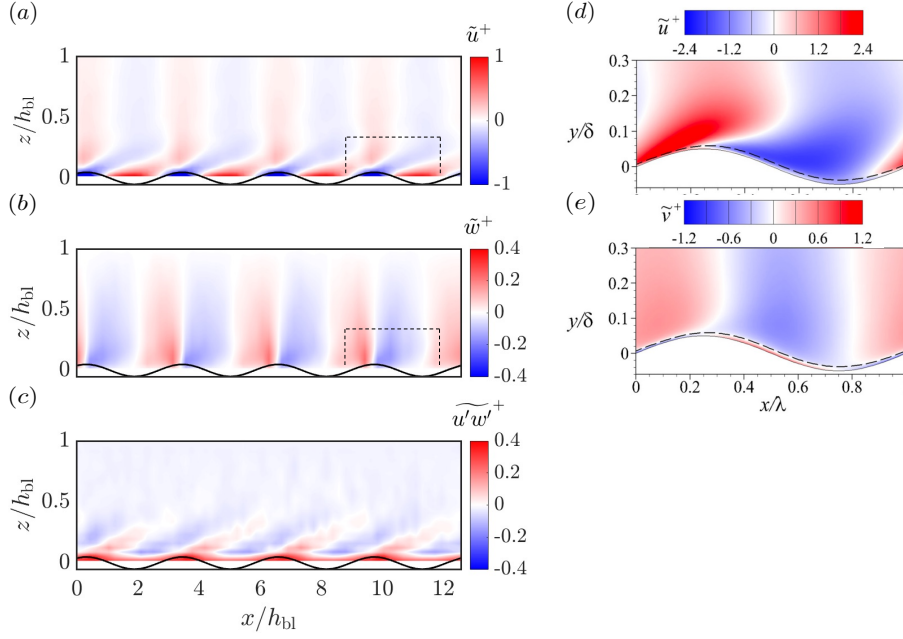 (a)
ũ⁺
1
0.5
0
z/h_bl
1
0
-1
(b)
w̃⁺
1
0.5
0
z/h_bl
0.4
0.2
0
-0.2
-0.4
(c)
\widetilde{u'w'}⁺
1
0.5
0
z/h_bl
0.4
0.2
0
-0.2
-0.4
0 2 4 6 8 10 12
x/h_bl
(d)
ũ⁺
-2.4 -1.2 0 1.2 2.4
0.3
0.2
0.1
0
y/δ
(e)
ṽ⁺
-1.2 -0.6 0 0.6 1.2
0.3
0.2
0.1
0
y/δ
0 0.2 0.4 0.6 0.8
x/λ